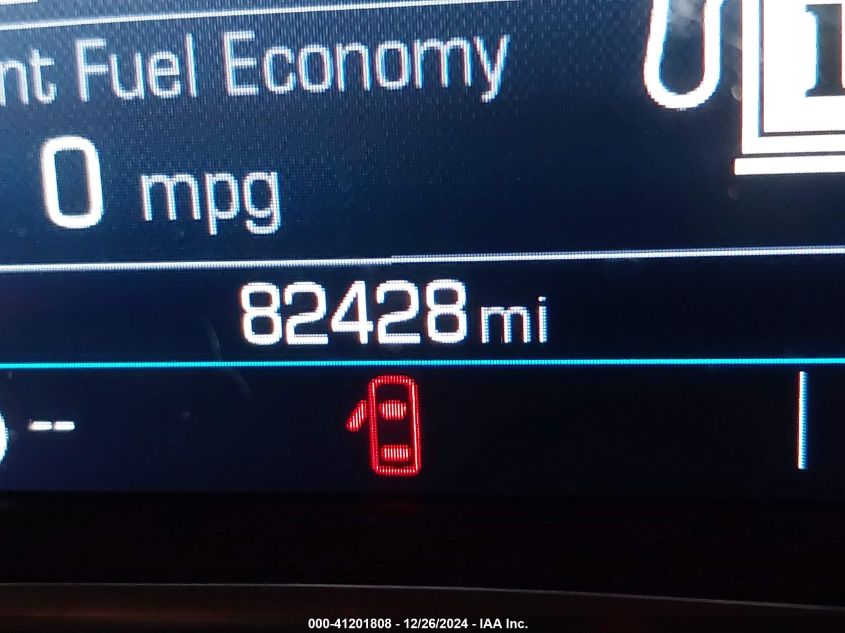 nt Fuel Economy
0 mpg
82428 mi
--
000-41201808 - 12/26/2024 - IAA Inc.